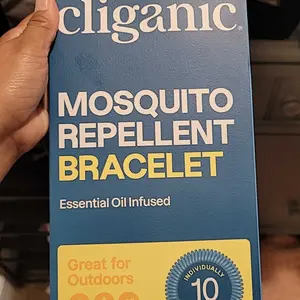 cliganic®
MOSQUITO
REPELLENT
BRACELET
Essential Oil Infused
Great for
Outdoors
INDIVIDUALLY
10